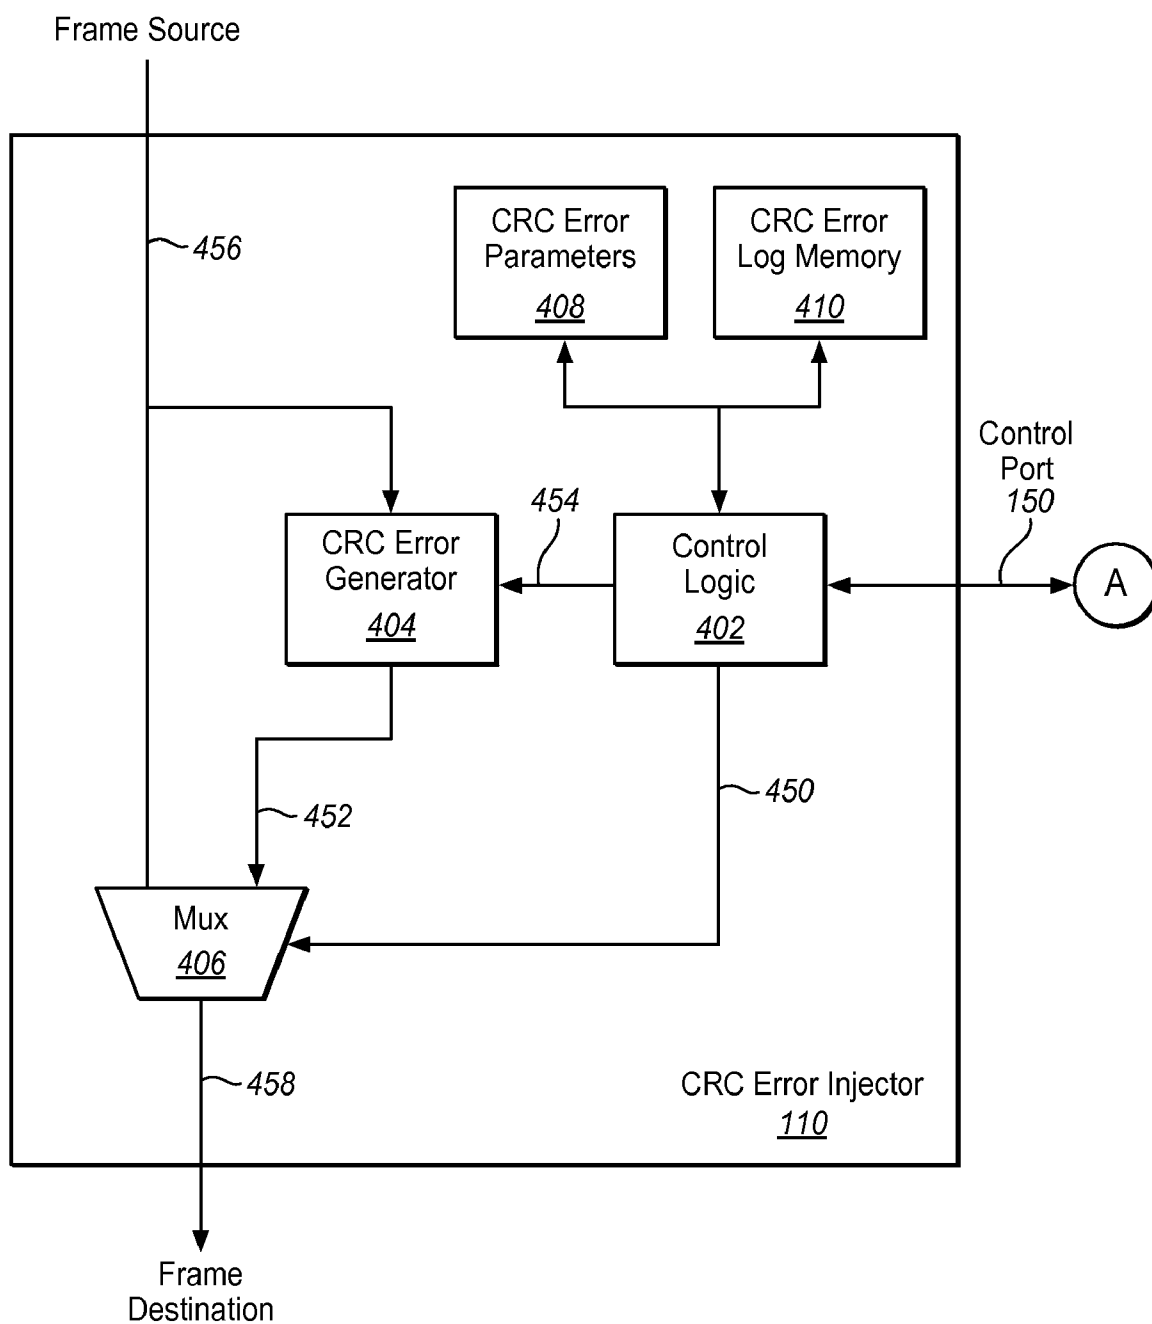 Frame Source
456
CRC Error
Parameters
408
CRC Error
Log Memory
410
Control
Port
150
A
454
CRC Error
Generator
404
Control
Logic
402
452
450
Mux
406
458
CRC Error Injector
110
Frame
Destination